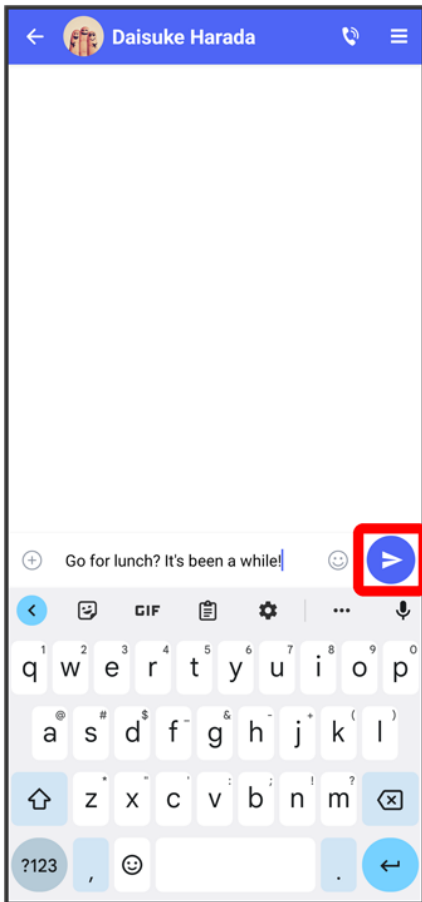 Daisuke Harada
Go for lunch? It's been a while!
GIF
1 2 3 4 5 6 7 8 9 0
q w e r t y u i o p
@ # $ _ & - + ( )
a s d f g h j k l
* " ' : ; ! ?
z x c v b n m
?123 , .